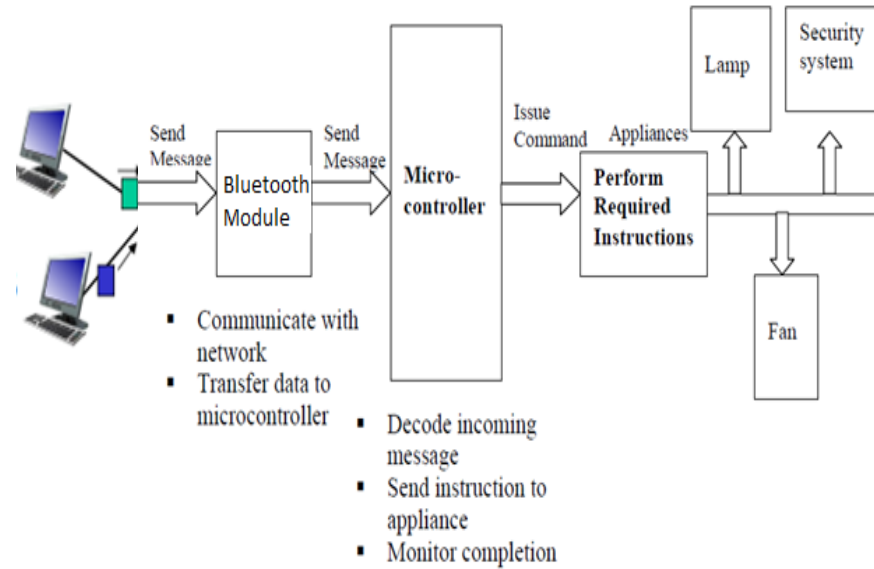 Send
Message
Bluetooth
Module
Send
Message
Micro-
controller
Issue
Command
Appliances
Perform
Required
Instructions
Lamp
Security
system
Fan
▪ Communicate with
network
▪ Transfer data to
microcontroller
▪ Decode incoming
message
▪ Send instruction to
appliance
▪ Monitor completion